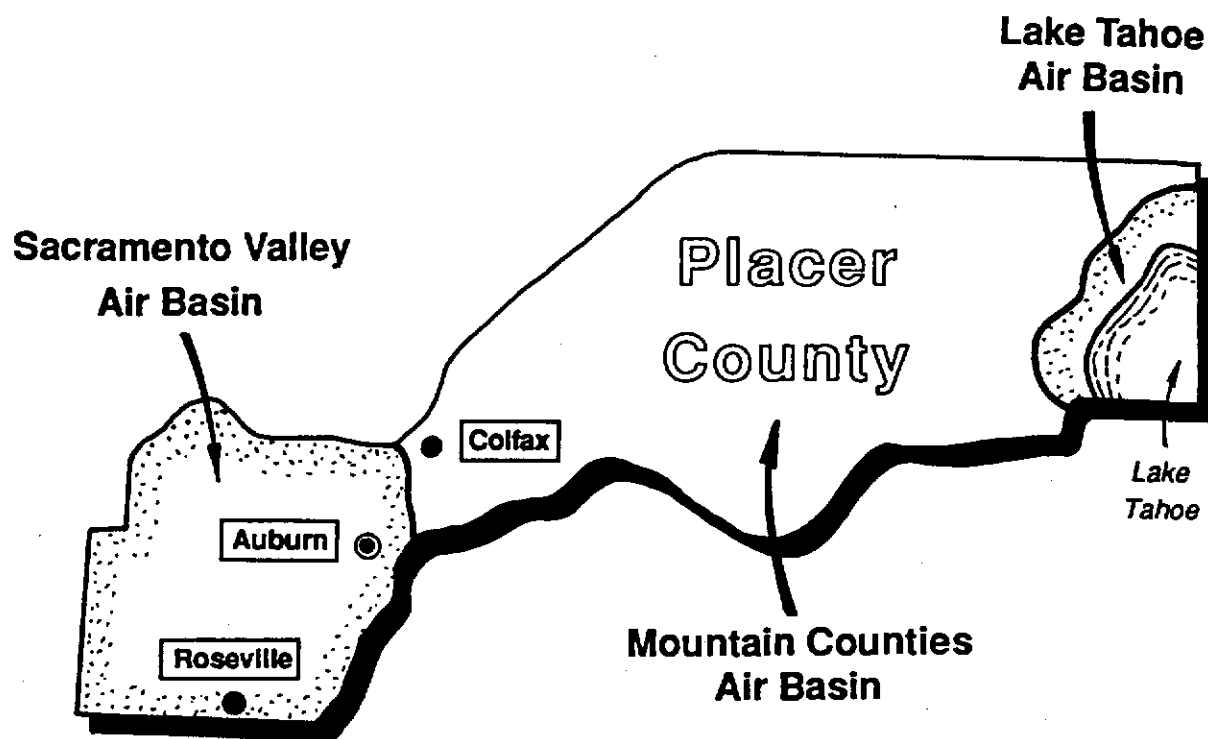 Lake Tahoe
Air Basin
Sacramento Valley
Air Basin
Placer
County
Colfax
Auburn
Roseville
Lake
Tahoe
Mountain Counties
Air Basin